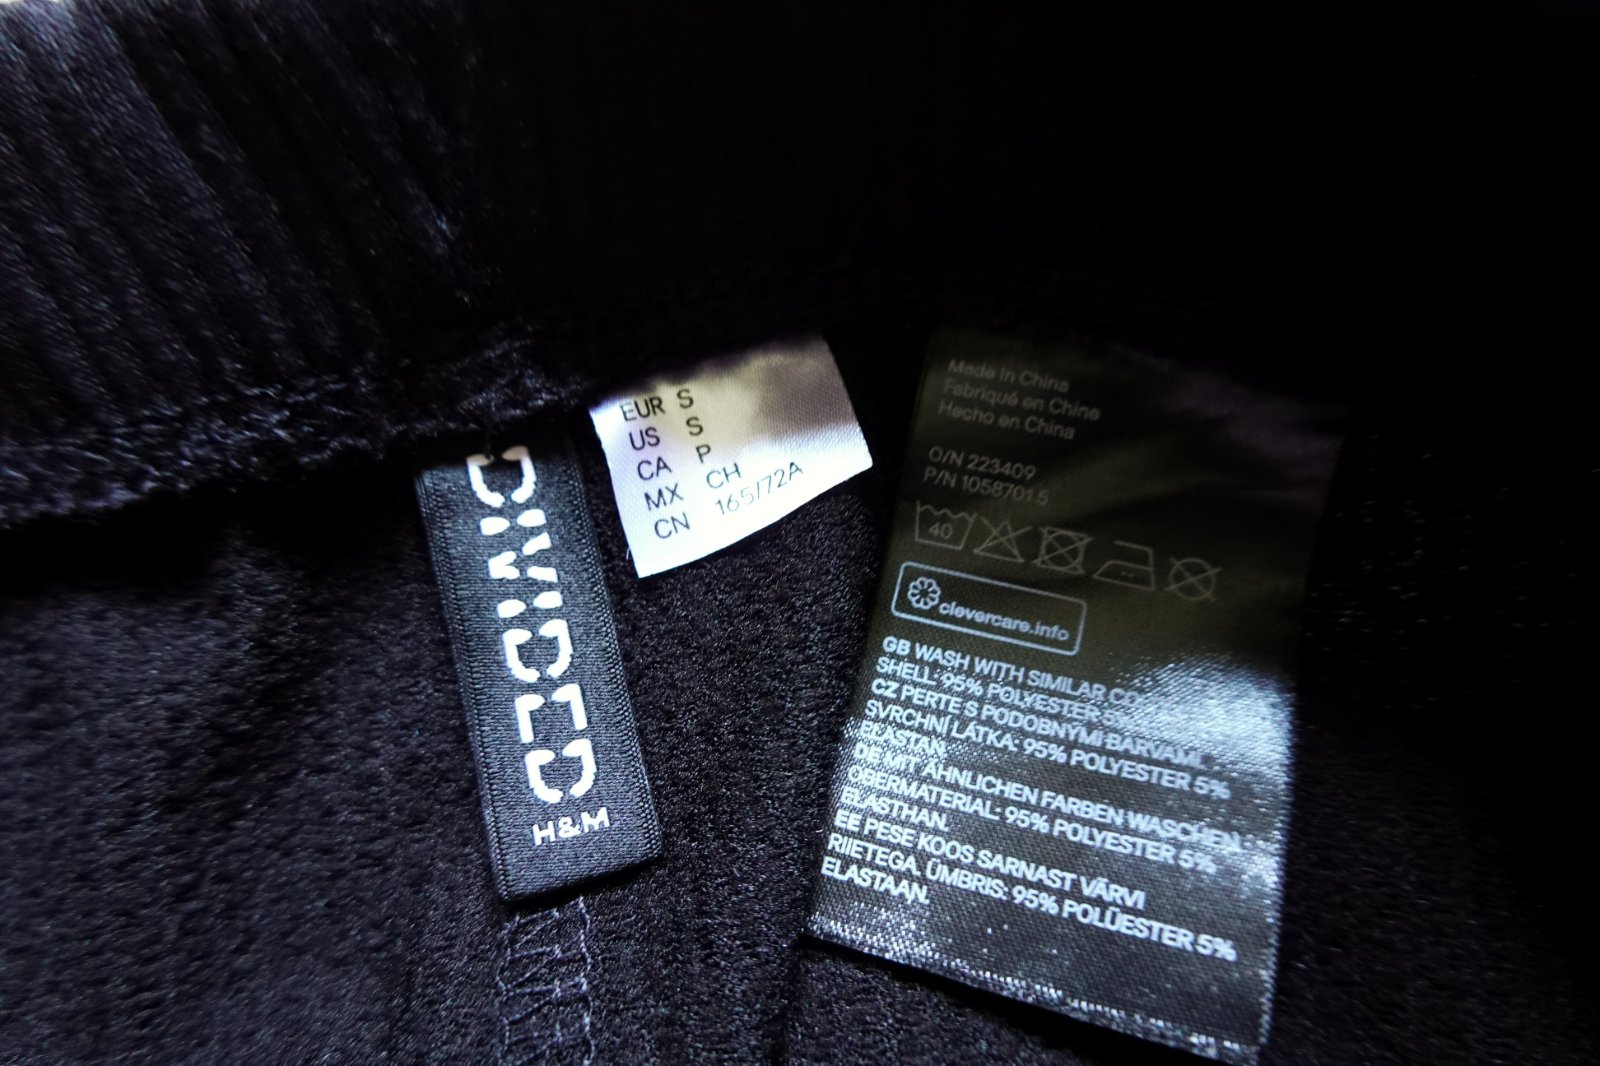 DIVIDED
H&M
EUR S
US S
CA P
MX CH
CN 165/72A
Made in China
Fabriqué en Chine
Hecho en China
O/N 223409
P/N 1058701 5
40
clevercare.info
GB WASH WITH SIMILAR
SHELL: 95% POLYESTER 5%
CZ PERTE S PODOBNÝMI BARVAMI.
SVRCHNÍ LÁTKA: 95% POLYESTER 5%
ELASTAN.
DE MIT ÄHNLICHEN FARBEN WASCHEN.
OBERMATERIAL: 95% POLYESTER 5%
ELASTHAN.
EE PESE KOOS SARNAST VÄRVI
RIIETEGA. ÜMBRIS: 95% POLÜESTER 5%
ELASTAAN.